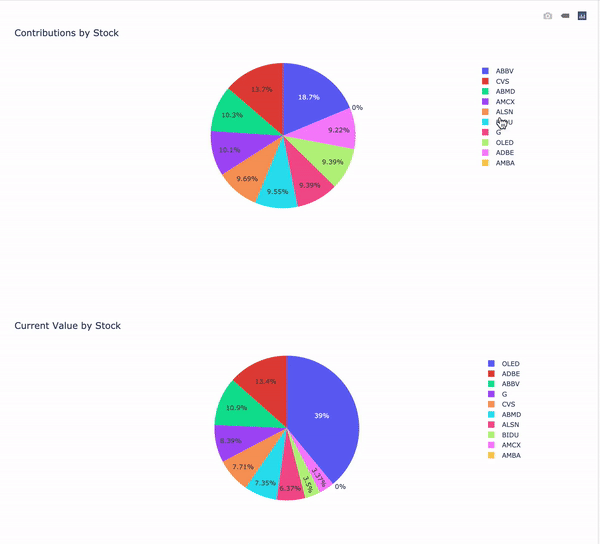 Contributions by Stock
18.7%
0%
9.22%
9.39%
9.39%
9.55%
9.69%
10.1%
10.3%
13.7%
ABBV
CVS
ABMD
AMCX
ALSN
G
OLED
ADBE
AMBA
Current Value by Stock
39%
0%
3.37%
3.5%
6.37%
7.35%
7.71%
8.39%
10.9%
13.4%
OLED
ADBE
ABBV
G
CVS
ABMD
ALSN
BIDU
AMCX
AMBA